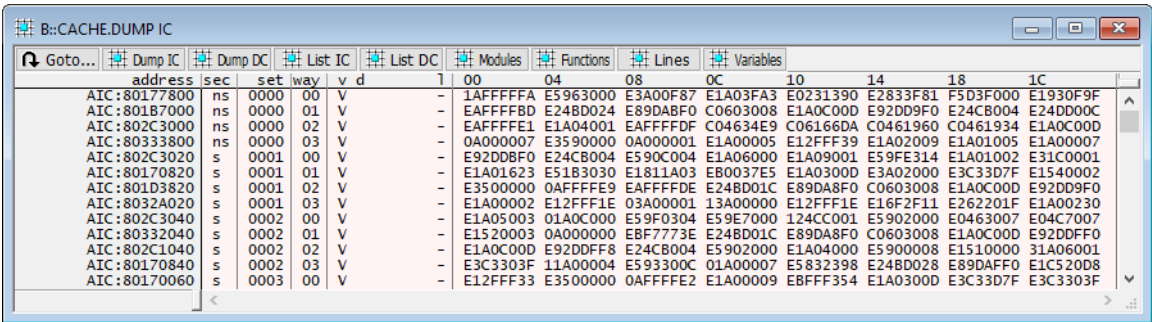 B::CACHE.DUMP IC
Goto... Dump IC Dump DC List IC List DC Modules Functions Lines Variables
address sec set way v d l 00 04 08 0C 10 14 18 1C
AIC:80177800 ns 0000 00 V - 1AFFFFFA E5963000 E3A00F87 E1A03FA3 E0231390 E2833F81 F5D3F000 E1930F9F
AIC:801B7000 ns 0000 01 V - EAFFFFBD E24BD024 E89DABF0 C0603008 E1A0C00D E92DD9F0 E24CB004 E24DD00C
AIC:802C3000 ns 0000 02 V - EAFFFFE1 E1A04001 EAFFFFDF C04634E9 C06166DA C0461960 C0461934 E1A0C00D
AIC:80333800 ns 0000 03 V - 0A000007 E3590000 0A000001 E1A00005 E12FFF39 E1A02009 E1A01005 E1A00007
AIC:802C3020 s 0001 00 V - E92DDBF0 E24CB004 E590C004 E1A06000 E1A09001 E59FE314 E1A01002 E31C0001
AIC:80170820 s 0001 01 V - E1A01623 E51B3030 E1811A03 EB0037E5 E1A0300D E3A02000 E3C33D7F E1540002
AIC:801D3820 s 0001 02 V - E3500000 0AFFFFE9 EAFFFFDE E24BD01C E89DA8F0 C0603008 E1A0C00D E92DD9F0
AIC:8032A020 s 0001 03 V - E1A00002 E12FFF1E 03A00001 13A00000 E12FFF1E E16F2F11 E262201F E1A00230
AIC:802C3040 s 0002 00 V - E1A05003 01A0C000 E59F0304 E59E7000 124CC001 E5902000 E0463007 E04C7007
AIC:80332040 s 0002 01 V - E1520003 0A000000 EBF7773E E24BD01C E89DA8F0 C0603008 E1A0C00D E92DDFF0
AIC:802C1040 s 0002 02 V - E1A0C00D E92DDFF8 E24CB004 E5902000 E1A04000 E5900008 E1510000 31A06001
AIC:80170840 s 0002 03 V - E3C3303F 11A00004 E593300C 01A00007 E5832398 E24BD028 E89DAFF0 E1C520D8
AIC:80170060 s 0003 00 V - E12FFF33 E3500000 0AFFFFE2 E1A00009 EBFFF354 E1A0300D E3C33D7F E3C3303F